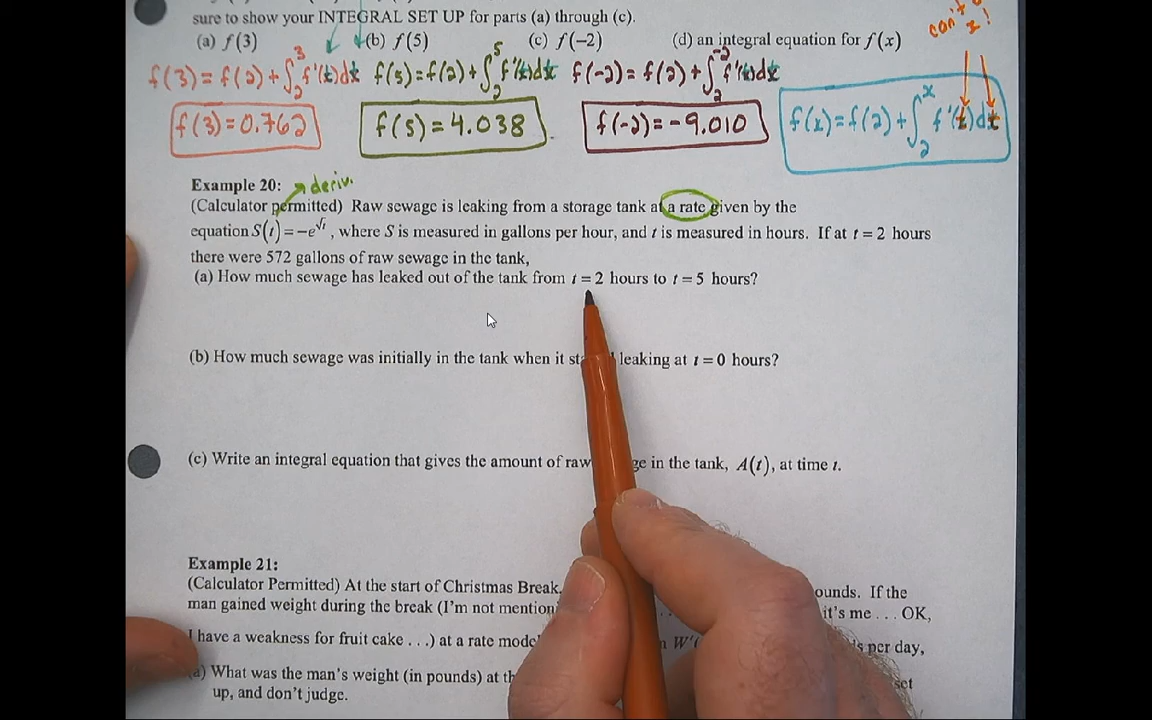 sure to show your INTEGRAL SET UP for parts (a) through (c).
(a) f(3) (b) f(5) (c) f(−2) (d) an integral equation for f(x)
can't x!
f(3)=f(2)+∫₂³f'(t)dt f(5)=f(2)+∫₂⁵f'(t)dt f(-2)=f(2)+∫₂⁻²f'(t)dt
f(3)=0.762 f(5)=4.038 f(-2)=-9.010 f(x)=f(2)+∫₂ˣf'(t)dt
Example 20: deriv.
(Calculator permitted) Raw sewage is leaking from a storage tank at a rate given by the
equation S(t)=−e^√t, where S is measured in gallons per hour, and t is measured in hours. If at t = 2 hours
there were 572 gallons of raw sewage in the tank,
(a) How much sewage has leaked out of the tank from t = 2 hours to t = 5 hours?
(b) How much sewage was initially in the tank when it leaking at t = 0 hours?
(c) Write an integral equation that gives the amount of raw in the tank, A(t), at time t.
Example 21:
(Calculator Permitted) At the start of Christmas Break, ounds. If the
man gained weight during the break (I'm not mention it's me . . . OK,
I have a weakness for fruit cake . . .) at a rate per day,
(a) What was the man's weight (in pounds) at set
up, and don't judge.